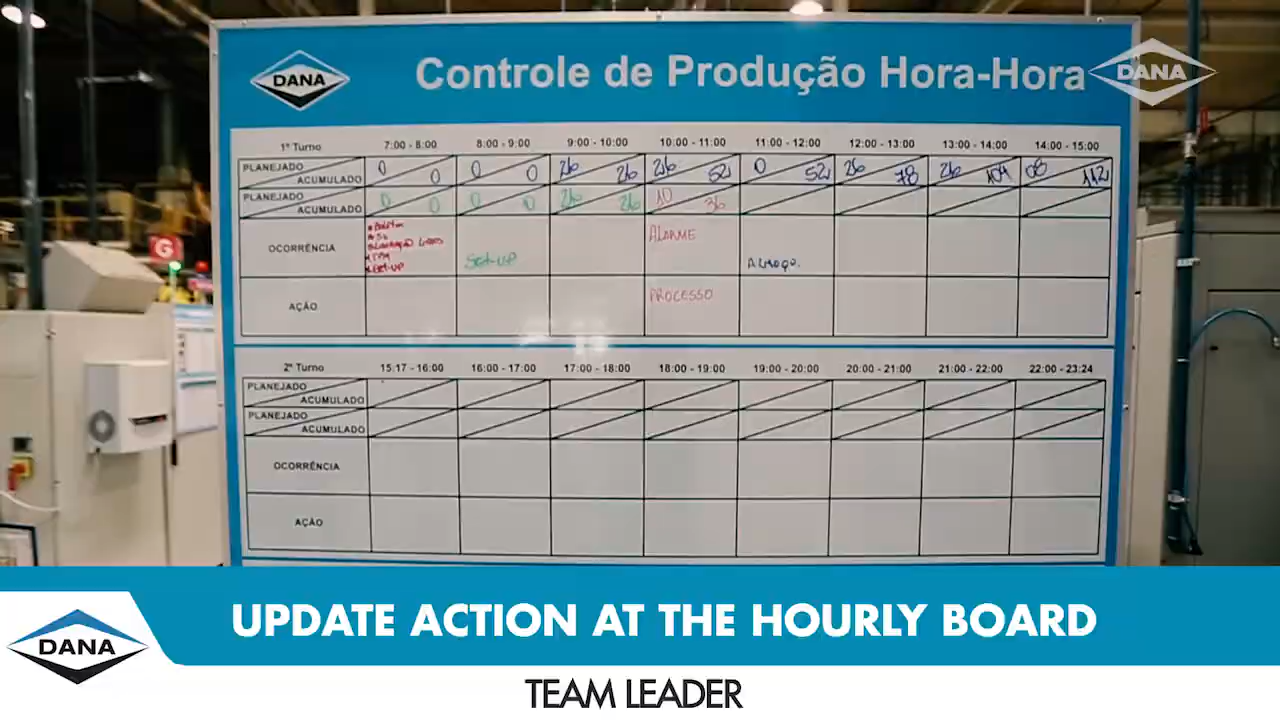 DANA
Controle de Produção Hora-Hora
DANA
1º Turno 7:00 - 8:00 8:00 - 9:00 9:00 - 10:00 10:00 - 11:00 11:00 - 12:00 12:00 - 13:00 13:00 - 14:00 14:00 - 15:00
PLANEJADO 0 0 26 26 0 26 26 08
ACUMULADO 0 0 26 52 52 78 104 112
PLANEJADO 0 0 26 10
ACUMULADO 0 0 26 36
OCORRÊNCIA
5S
TPM
SET-UP
Set-up
ALARME
ALMOÇO.
AÇÃO PROCESSO
G
2º Turno 15:17 - 16:00 16:00 - 17:00 17:00 - 18:00 18:00 - 19:00 19:00 - 20:00 20:00 - 21:00 21:00 - 22:00 22:00 - 23:24
PLANEJADO
ACUMULADO
PLANEJADO
ACUMULADO
OCORRÊNCIA
AÇÃO
DANA
UPDATE ACTION AT THE HOURLY BOARD
TEAM LEADER